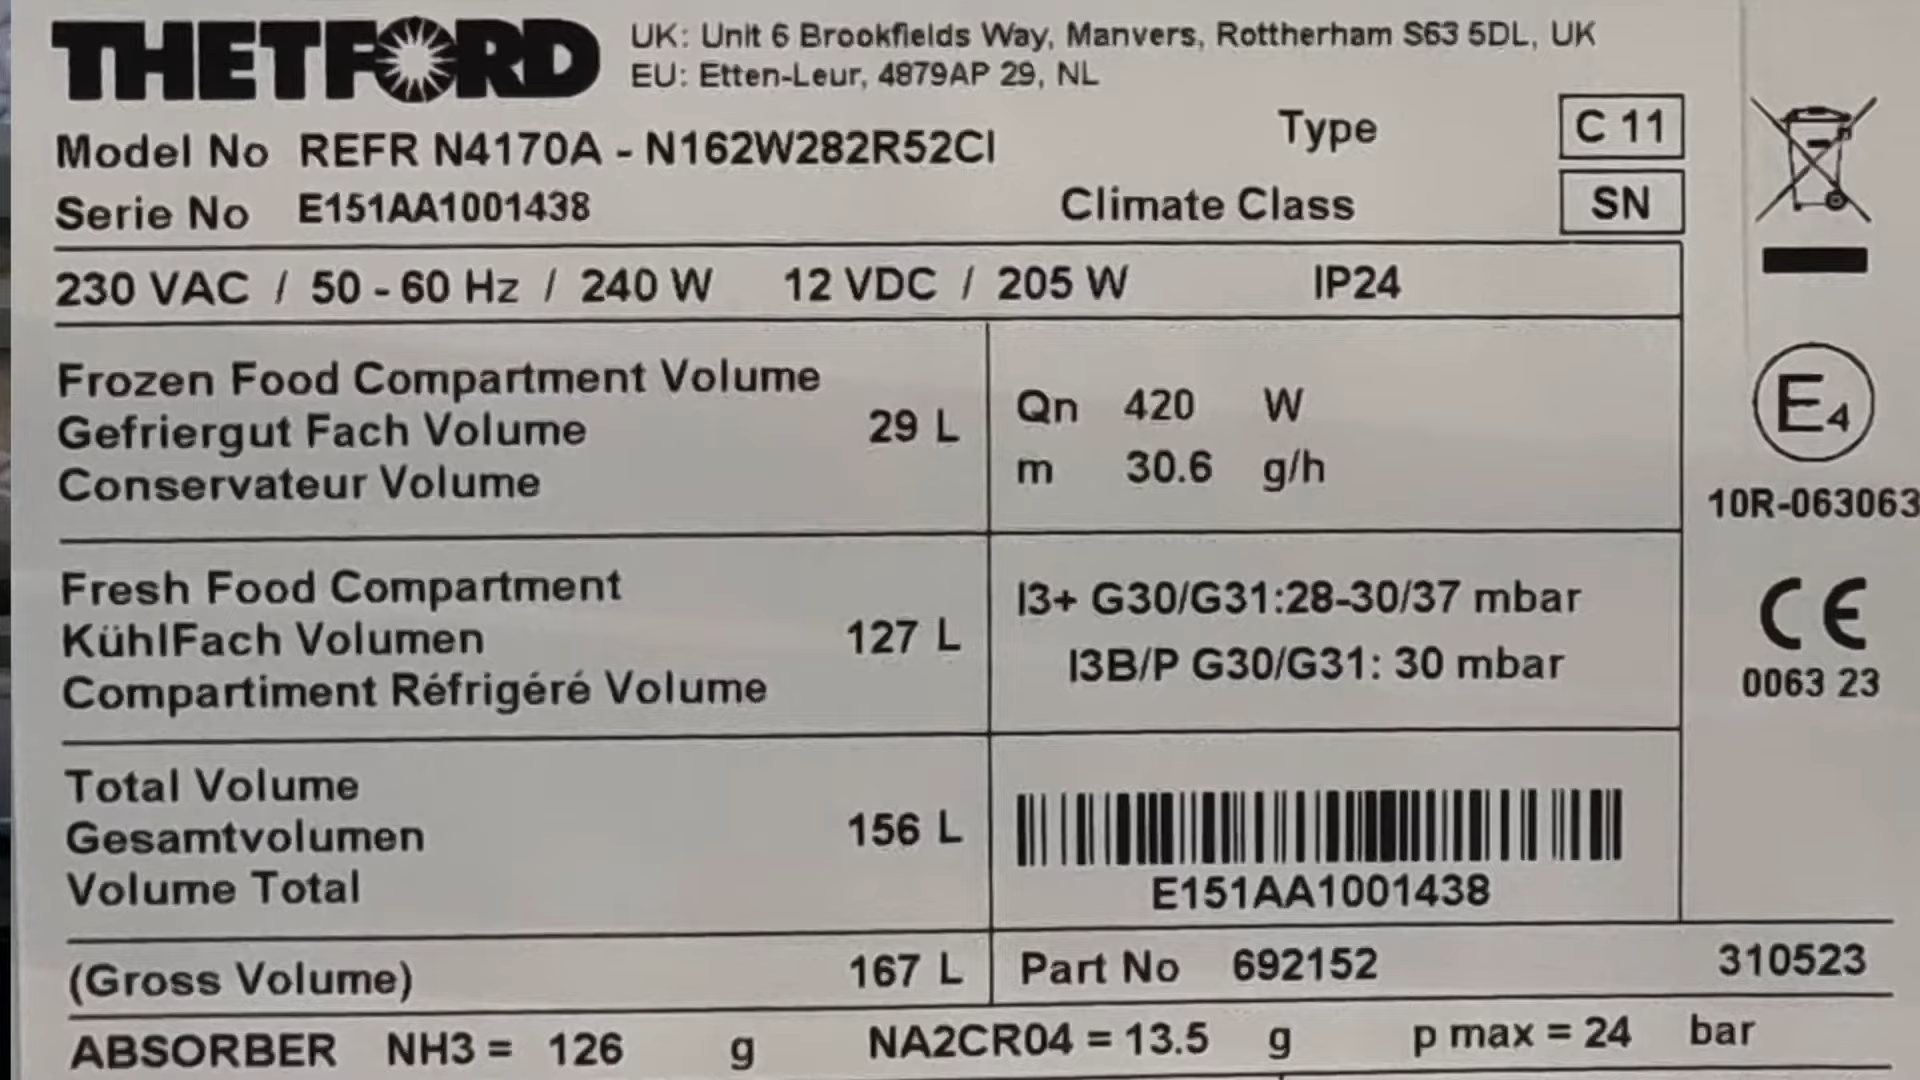 THETFORD
UK: Unit 6 Brookfields Way, Manvers, Rottherham S63 5DL, UK
EU: Etten-Leur, 4879AP 29, NL
Model No REFR N4170A - N162W282R52CI
Type C 11
Serie No E151AA1001438
Climate Class SN
230 VAC / 50 - 60 Hz / 240 W 12 VDC / 205 W IP24
Frozen Food Compartment Volume
Gefriergut Fach Volume
Conservateur Volume
29 L
Qn 420 W
m 30.6 g/h
E4
10R-063063
Fresh Food Compartment
KühlFach Volumen
Compartiment Réfrigéré Volume
127 L
I3+ G30/G31:28-30/37 mbar
I3B/P G30/G31: 30 mbar
CE
0063 23
Total Volume
Gesamtvolumen
Volume Total
156 L
E151AA1001438
(Gross Volume) 167 L
Part No 692152 310523
ABSORBER NH3 = 126 g NA2CR04 = 13.5 g p max = 24 bar